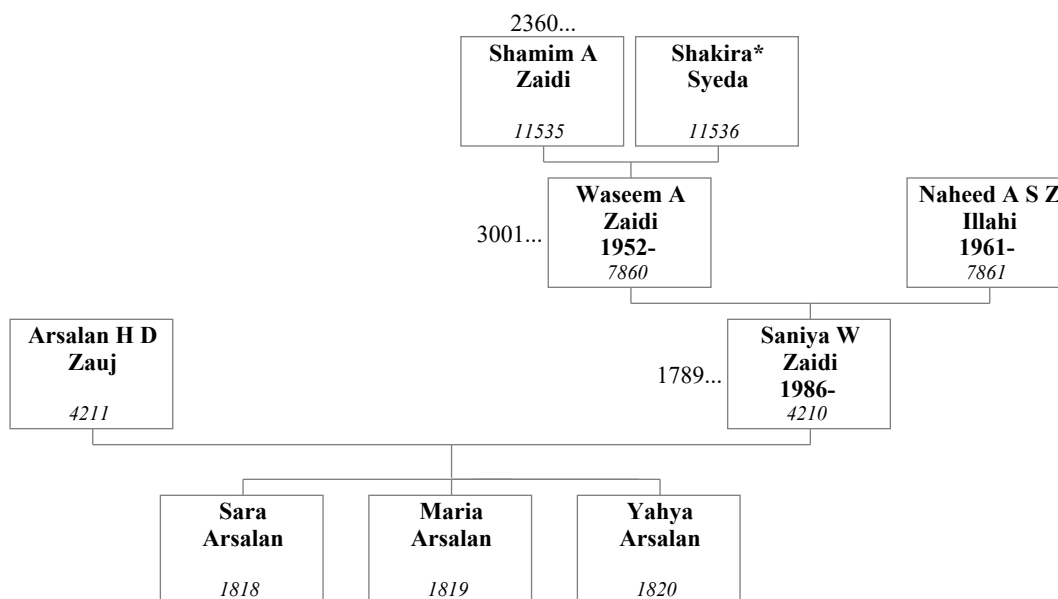 2360...
Shamim A
Zaidi
11535
Shakira*
Syeda
11536
3001...
Waseem A
Zaidi
1952-
7860
Naheed A S Z
Illahi
1961-
7861
Arsalan H D
Zauj
4211
1789...
Saniya W
Zaidi
1986-
4210
Sara
Arsalan
1818
Maria
Arsalan
1819
Yahya
Arsalan
1820